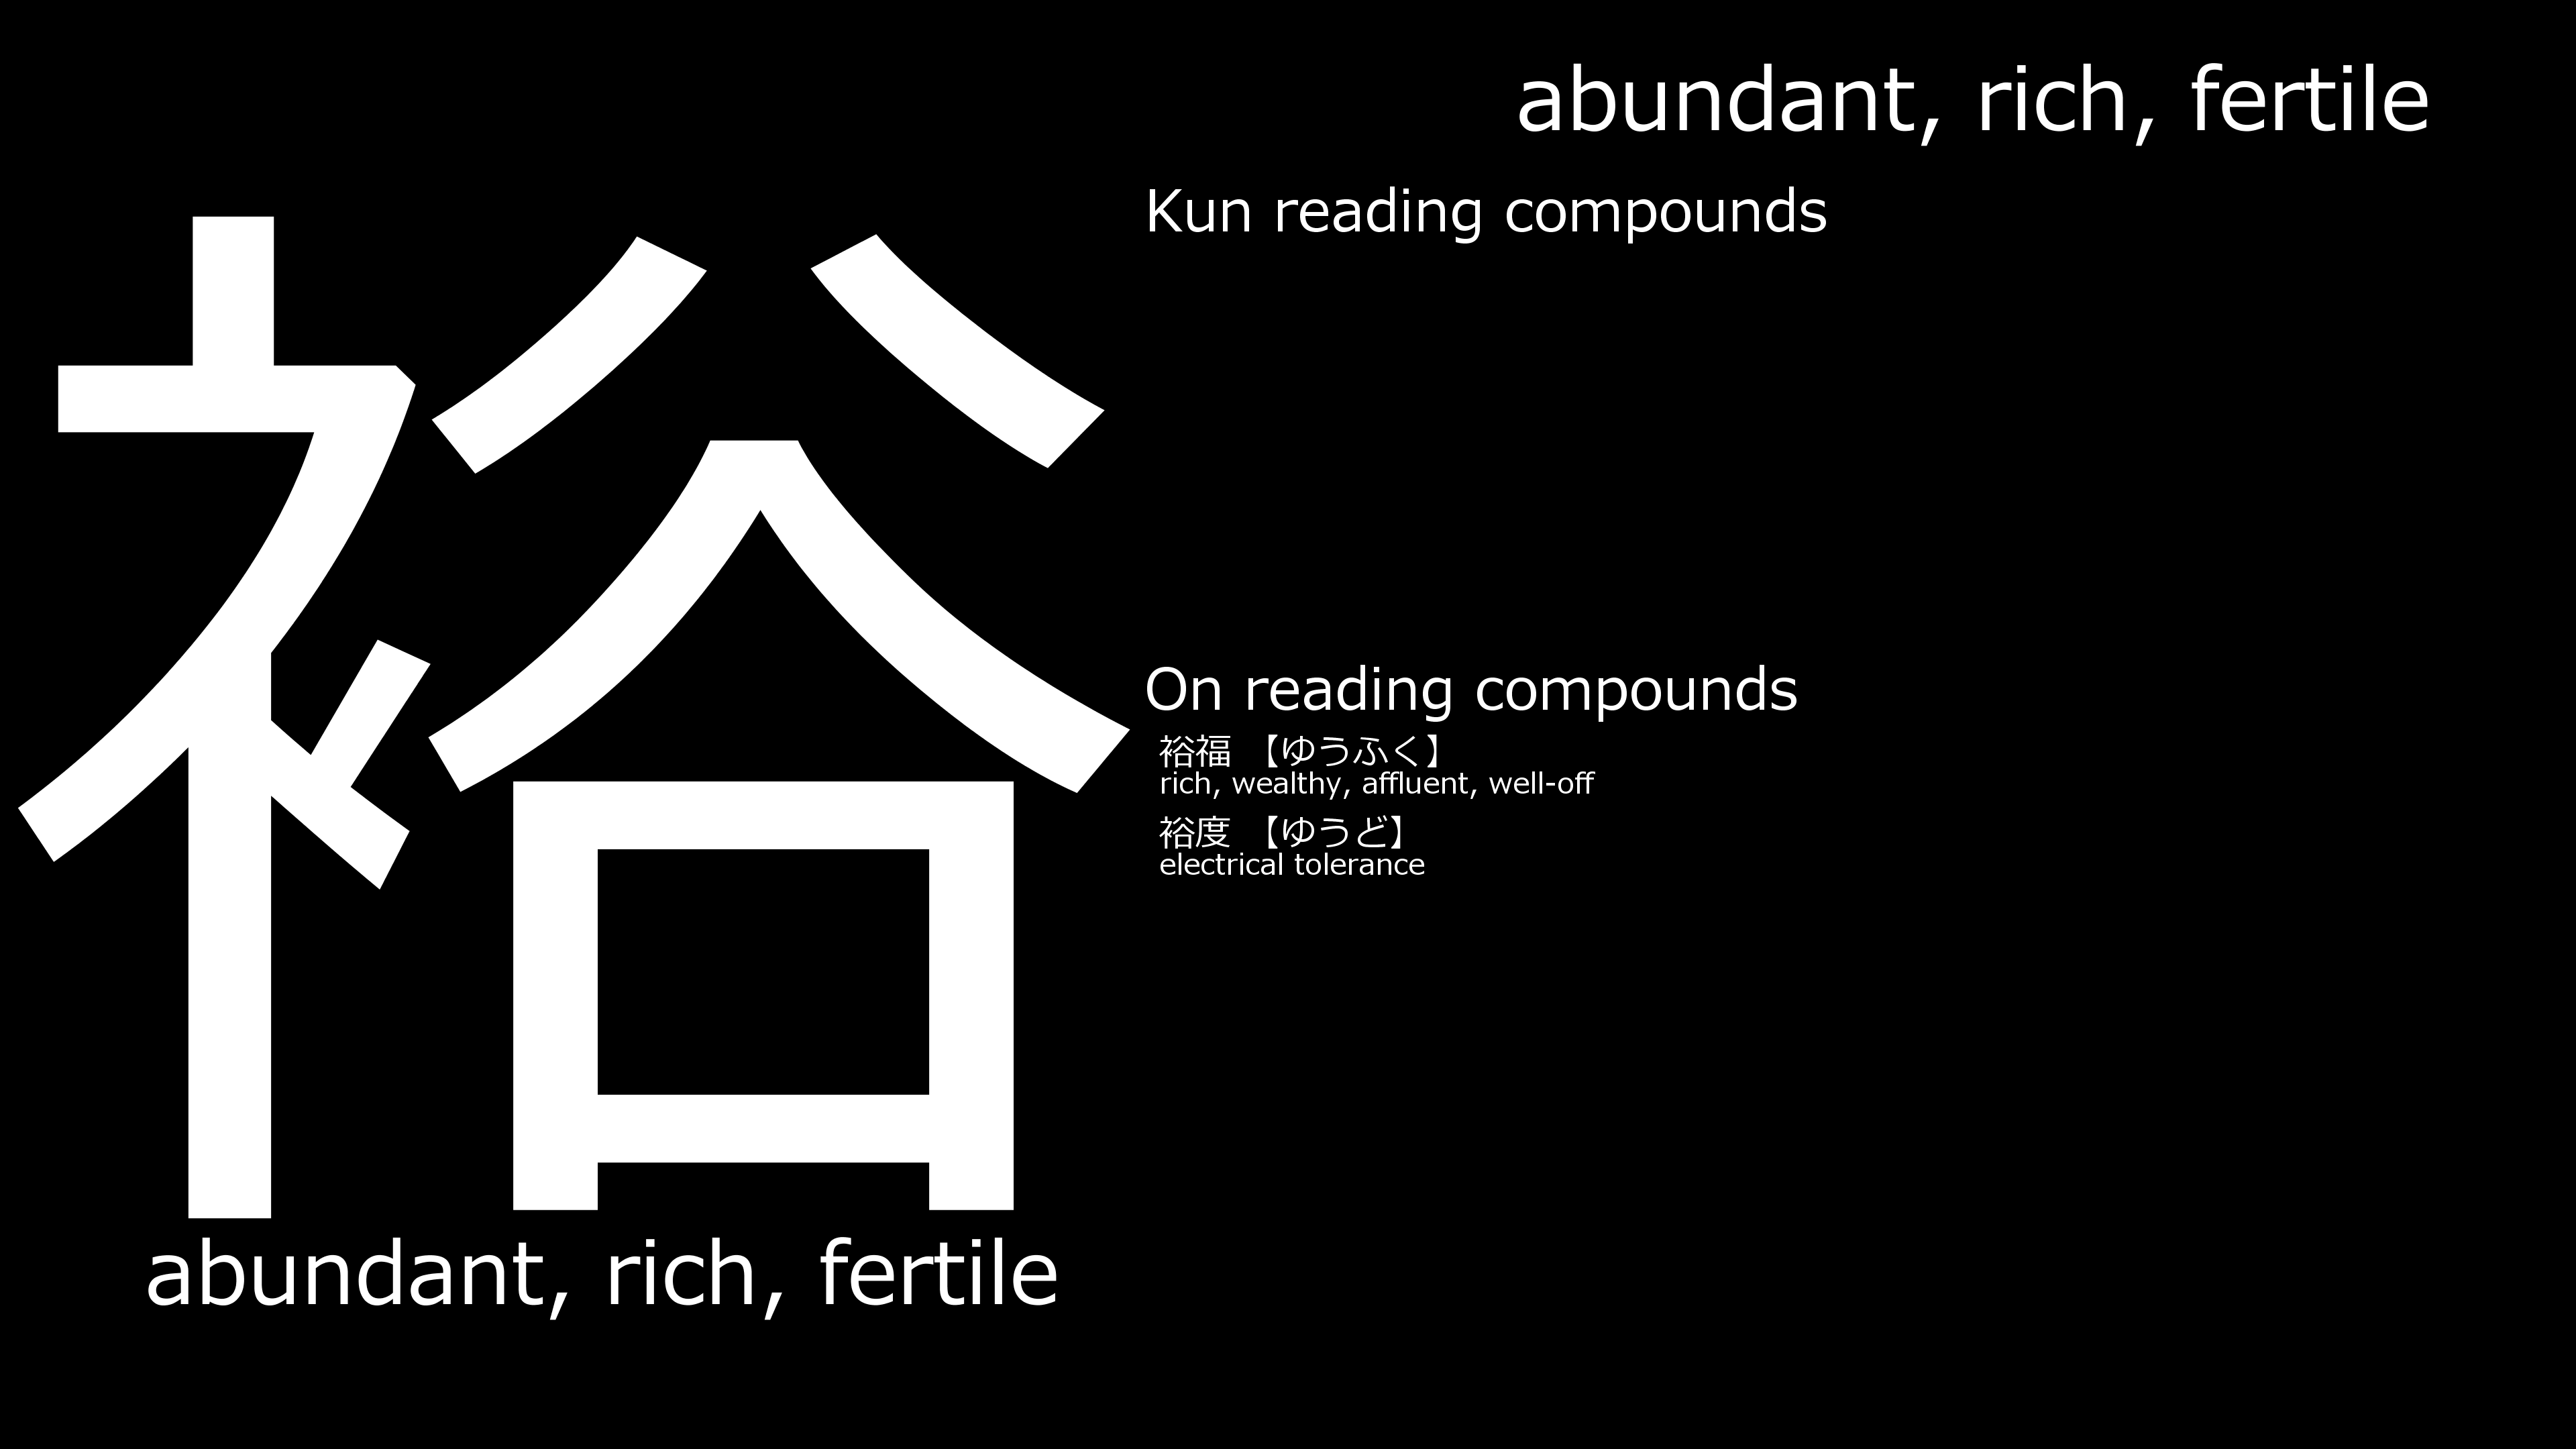 裕
abundant, rich, fertile
abundant, rich, fertile
Kun reading compounds
On reading compounds
裕福 【ゆうふく】
rich, wealthy, affluent, well-off
裕度 【ゆうど】
electrical tolerance